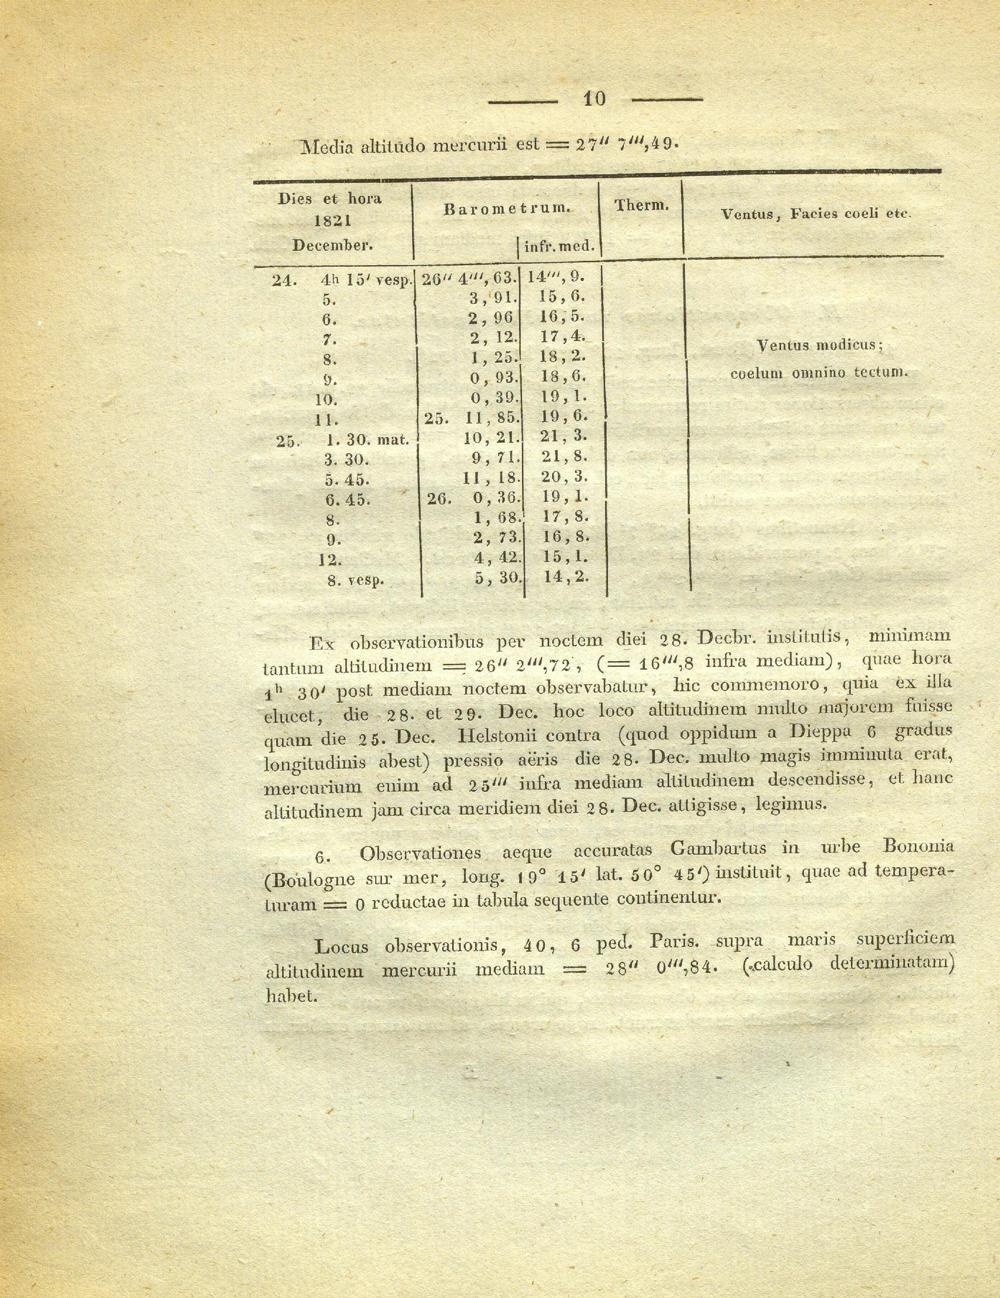 10
Media altitudo mercurii est = 27″ 7‴,49.
Dies et hora 1821 December. Barometrum. infr. med. Therm. Ventus, Facies coeli etc.
24. 4h 15′ vesp. 26″ 4‴, 63. 14‴, 9.
5. 3, 91. 15, 6.
6. 2, 96 16, 5.
7. 2, 12. 17, 4.
Ventus modicus;
8. 1, 25. 18, 2.
9. 0, 93. 18, 6.
coelum omnino tectum.
10. 0, 39. 19, 1.
11. 25. 11, 85. 19, 6.
25. 1. 30. mat. 10, 21. 21, 3.
3. 30. 9, 71. 21, 8.
5. 45. 11, 18. 20, 3.
6. 45. 26. 0, 36. 19, 1.
8. 1, 68. 17, 8.
9. 2, 73. 16, 8.
12. 4, 42. 15, 1.
8. vesp. 5, 30. 14, 2.
Ex observationibus per noctem diei 28. Decbr. institutis, minimam
tantum altitudinem = 26″ 2‴,72, (= 16‴,8 infra mediam), quae hora
1h 30′ post mediam noctem observabatur, hic commemoro, quia ex illa
elucet, die 28. et 29. Dec. hoc loco altitudinem multo majorem fuisse
quam die 25. Dec. Helstonii contra (quod oppidum a Dieppa 6 gradus
longitudinis abest) pressio aëris die 28. Dec. multo magis imminuta erat,
mercurium enim ad 25‴ infra mediam altitudinem descendisse, et hanc
altitudinem jam circa meridiem diei 28. Dec. attigisse, legimus.
6. Observationes aeque accuratas Gambartus in urbe Bononia
(Boulogne sur mer, long. 19° 15′ lat. 50° 45′) instituit, quae ad tempera-
turam = 0 reductae in tabula sequente continentur.
Locus observationis, 40, 6 ped. Paris. supra maris superficiem
altitudinem mercurii mediam = 28″ 0‴,84. (calculo determinatam)
habet.